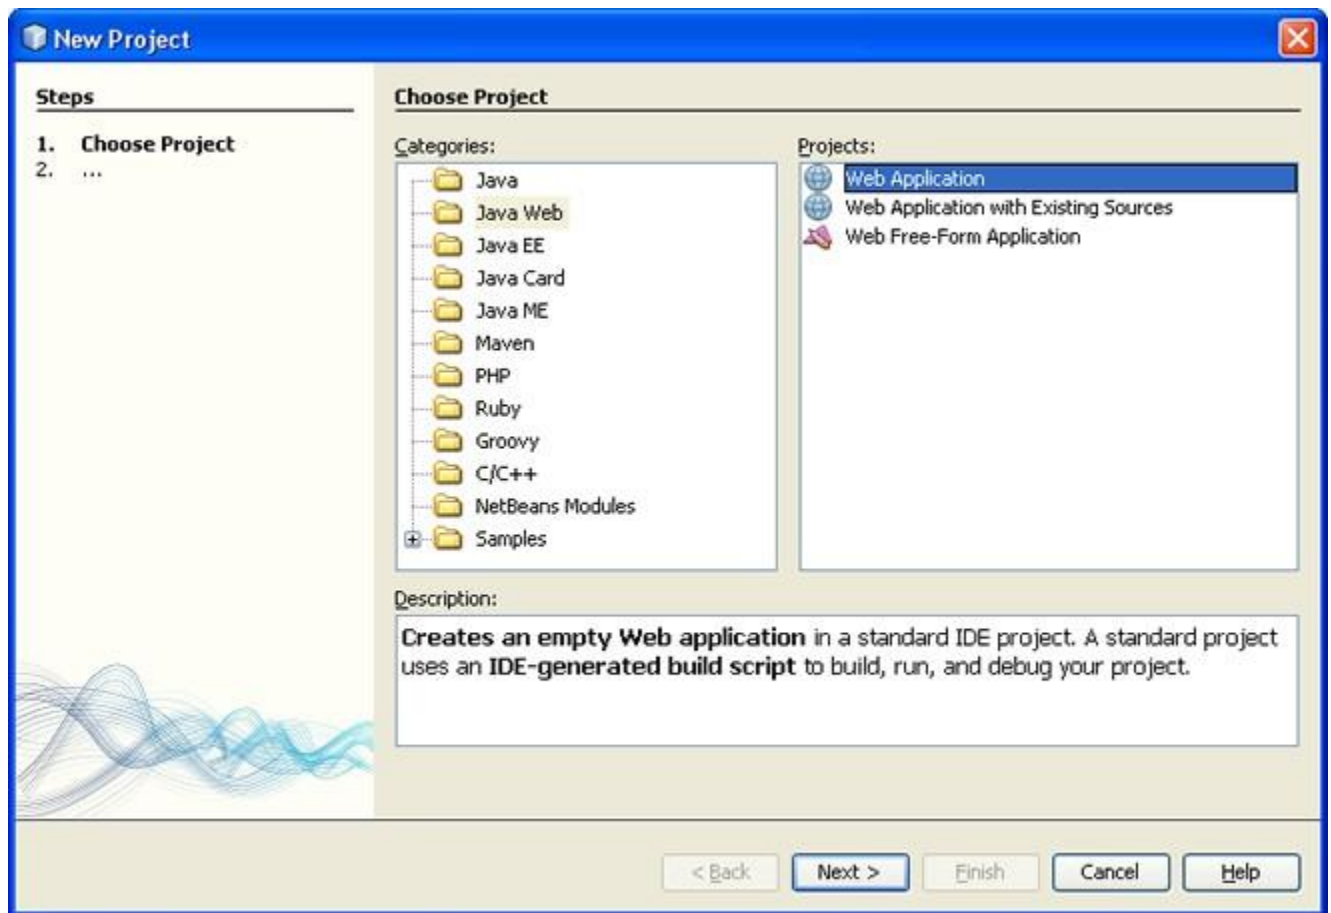 New Project
Steps
1. Choose Project
2. ...
Choose Project
Categories:
Java
Java Web
Java EE
Java Card
Java ME
Maven
PHP
Ruby
Groovy
C/C++
NetBeans Modules
Samples
Projects:
Web Application
Web Application with Existing Sources
Web Free-Form Application
Description:
Creates an empty Web application in a standard IDE project. A standard project
uses an IDE-generated build script to build, run, and debug your project.
< Back
Next >
Finish
Cancel
Help